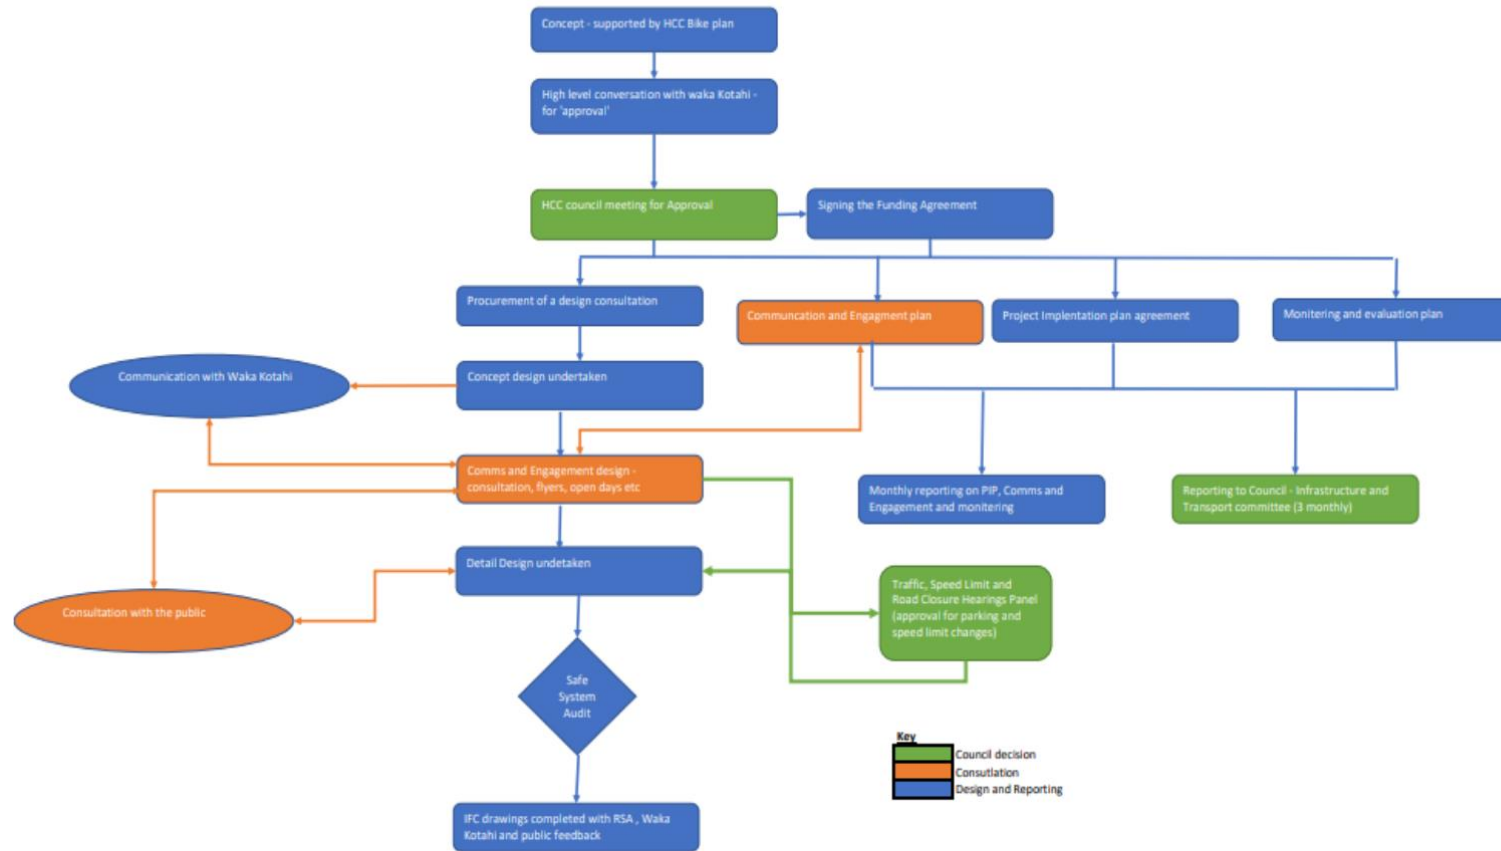 Concept - supported by HCC Bike plan
High level conversation with waka Kotahi -
for 'approval'
HCC council meeting for Approval
Signing the Funding Agreement
Procurement of a design consultation
Communcation and Engagment plan
Project Implentation plan agreement
Monitering and evaluation plan
Communication with Waka Kotahi
Concept design undertaken
Comms and Engagement design -
consultation, flyers, open days etc
Monthly reporting on PIP, Comms and
Engagement and monitering
Reporting to Council - Infrastructure and
Transport committee (3 monthly)
Detail Design undetaken
Traffic, Speed Limit and
Road Closure Hearings Panel
(approval for parking and
speed limit changes)
Consultation with the public
Safe
System
Audit
Key
Council decision
Consutlation
Design and Reporting
IFC drawings completed with RSA , Waka
Kotahi and public feedback